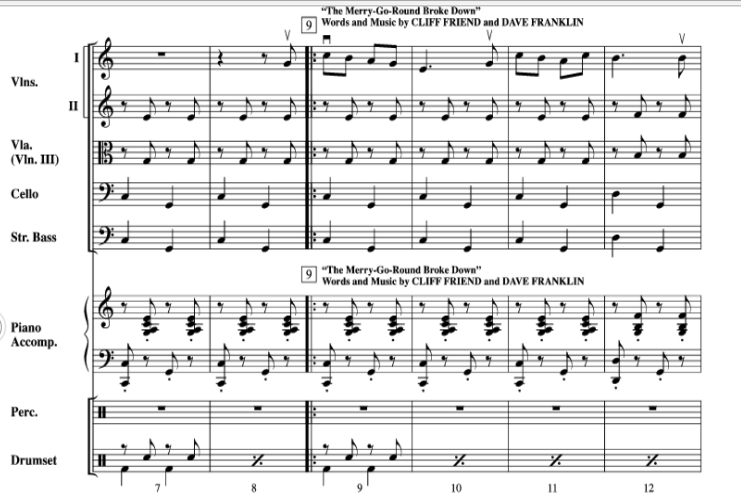 "The Merry-Go-Round Broke Down"
9 Words and Music by CLIFF FRIEND and DAVE FRANKLIN
I
Vlns.
II
Vla.
(Vln. III)
Cello
Str. Bass
"The Merry-Go-Round Broke Down"
9 Words and Music by CLIFF FRIEND and DAVE FRANKLIN
Piano
Accomp.
Perc.
Drumset
7 8 9 10 11 12